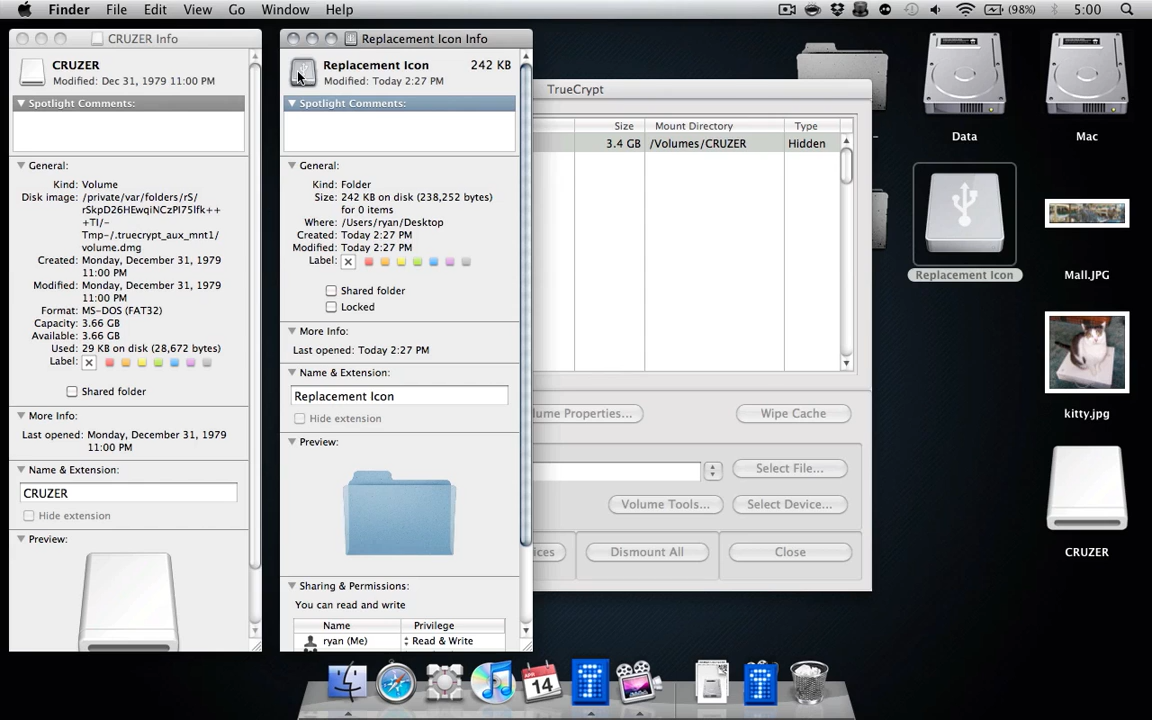 Finder File Edit View Go Window Help (98%) 5:00
CRUZER Info
CRUZER
Modified: Dec 31, 1979 11:00 PM
Spotlight Comments:
General:
Kind: Volume
Disk image: /private/var/folders/rS/
rSkpD26HEwqiNCzPI75lfk++
+TI/-
Tmp-/.truecrypt_aux_mnt1/
volume.dmg
Created: Monday, December 31, 1979
11:00 PM
Modified: Monday, December 31, 1979
11:00 PM
Format: MS-DOS (FAT32)
Capacity: 3.66 GB
Available: 3.66 GB
Used: 29 KB on disk (28,672 bytes)
Label:
Shared folder
More Info:
Last opened: Monday, December 31, 1979
11:00 PM
Name & Extension:
CRUZER
Hide extension
Preview:
Replacement Icon Info
Replacement Icon 242 KB
Modified: Today 2:27 PM
Spotlight Comments:
General:
Kind: Folder
Size: 242 KB on disk (238,252 bytes)
for 0 items
Where: /Users/ryan/Desktop
Created: Today 2:27 PM
Modified: Today 2:27 PM
Label:
Shared folder
Locked
More Info:
Last opened: Today 2:27 PM
Name & Extension:
Replacement Icon
Hide extension
Preview:
Sharing & Permissions:
You can read and write
Name Privilege
ryan (Me) Read & Write
TrueCrypt
Size Mount Directory Type
3.4 GB /Volumes/CRUZER Hidden
lume Properties... Wipe Cache
Select File...
Volume Tools... Select Device...
ices Dismount All Close
Data
Mac
Replacement Icon
Mall.JPG
kitty.jpg
CRUZER
APR
14